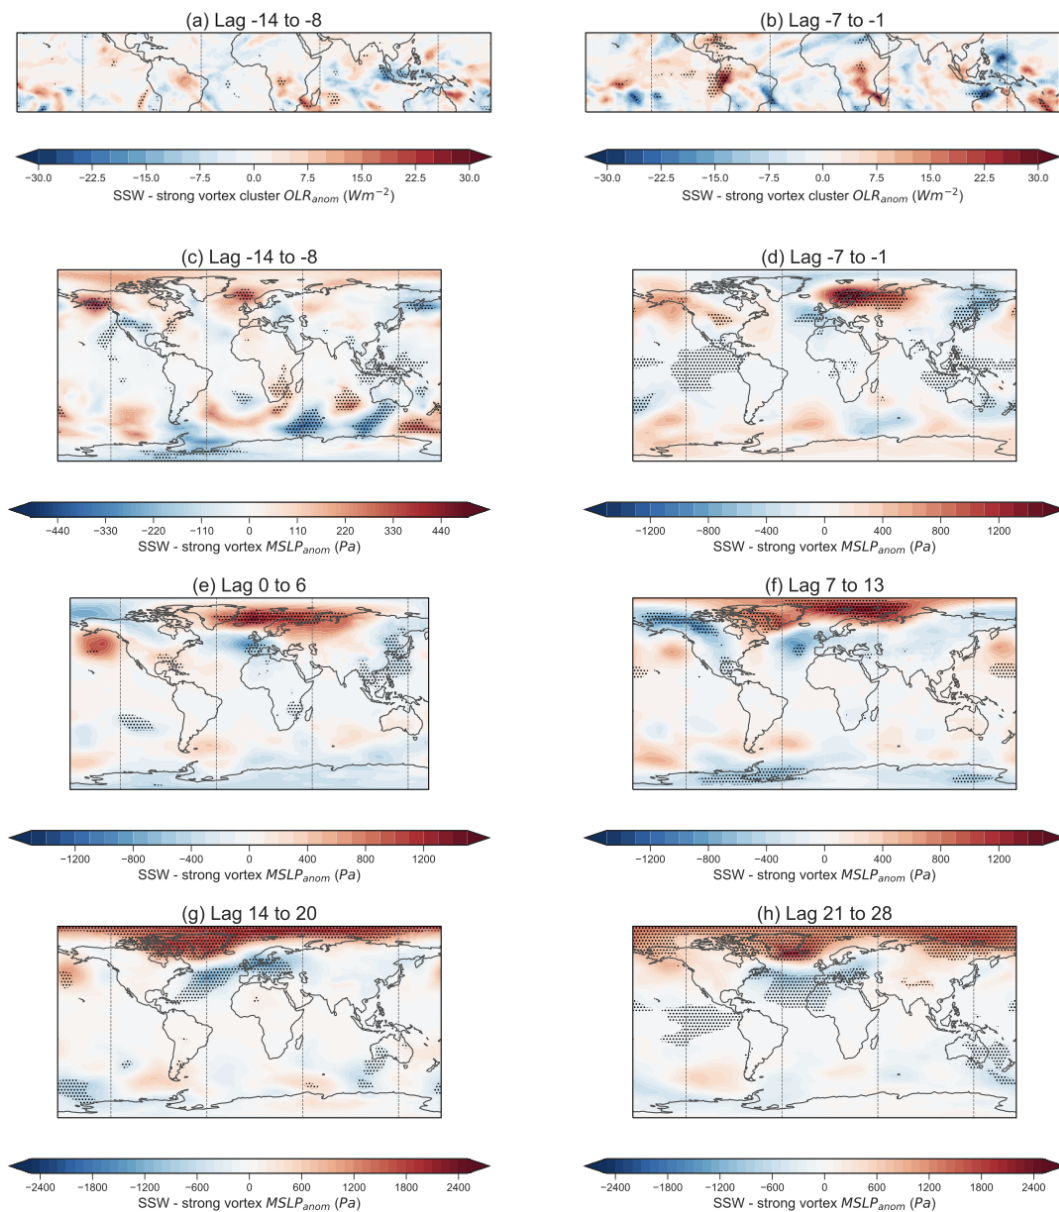 (a) Lag -14 to -8
(b) Lag -7 to -1
−30.0 −22.5 −15.0 −7.5 0.0 7.5 15.0 22.5 30.0
SSW - strong vortex cluster OLR_anom (Wm^−2)
−30.0 −22.5 −15.0 −7.5 0.0 7.5 15.0 22.5 30.0
SSW - strong vortex cluster OLR_anom (Wm^−2)
(c) Lag -14 to -8
(d) Lag -7 to -1
−440 −330 −220 −110 0 110 220 330 440
SSW - strong vortex MSLP_anom (Pa)
−1200 −800 −400 0 400 800 1200
SSW - strong vortex MSLP_anom (Pa)
(e) Lag 0 to 6
(f) Lag 7 to 13
−1200 −800 −400 0 400 800 1200
SSW - strong vortex MSLP_anom (Pa)
−1200 −800 −400 0 400 800 1200
SSW - strong vortex MSLP_anom (Pa)
(g) Lag 14 to 20
(h) Lag 21 to 28
−2400 −1800 −1200 −600 0 600 1200 1800 2400
SSW - strong vortex MSLP_anom (Pa)
−2400 −1800 −1200 −600 0 600 1200 1800 2400
SSW - strong vortex MSLP_anom (Pa)